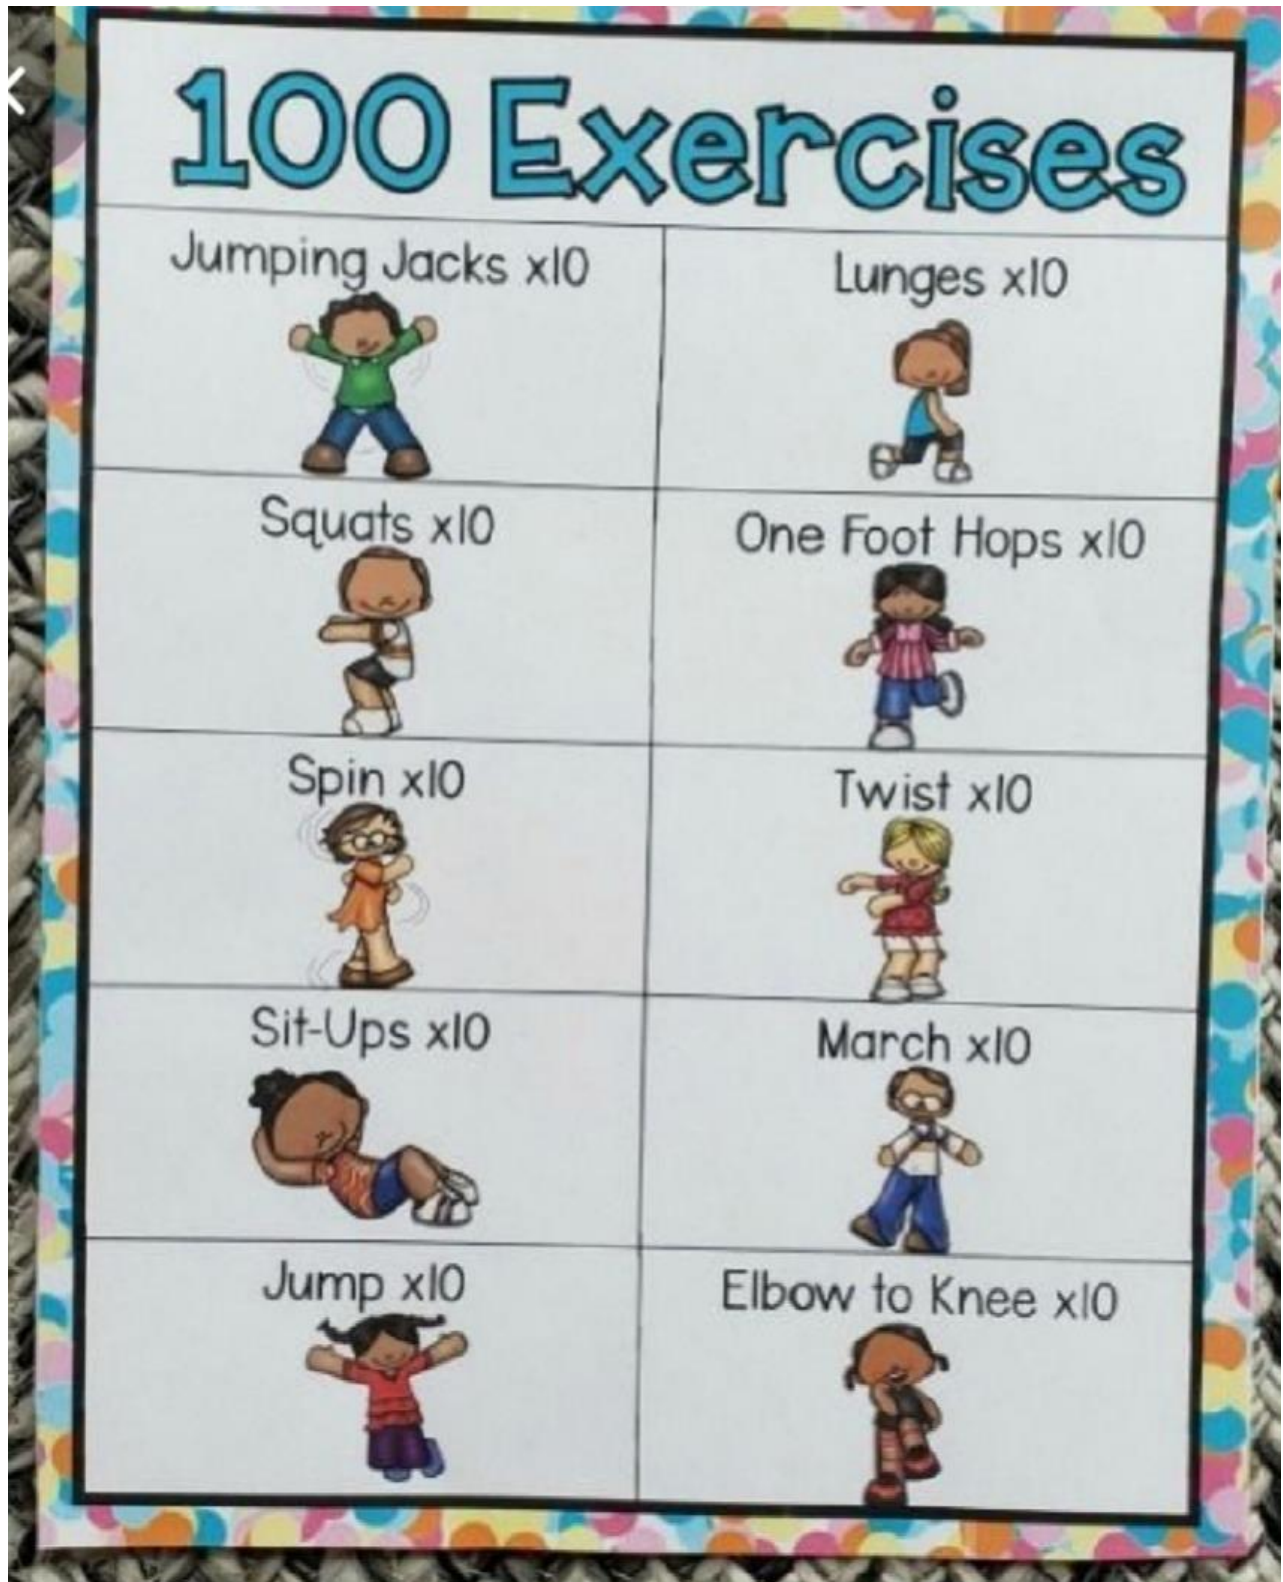 100 Exercises
Jumping Jacks x10
Lunges x10
Squats x10
One Foot Hops x10
Spin x10
Twist x10
Sit-Ups x10
March x10
Jump x10
Elbow to Knee x10